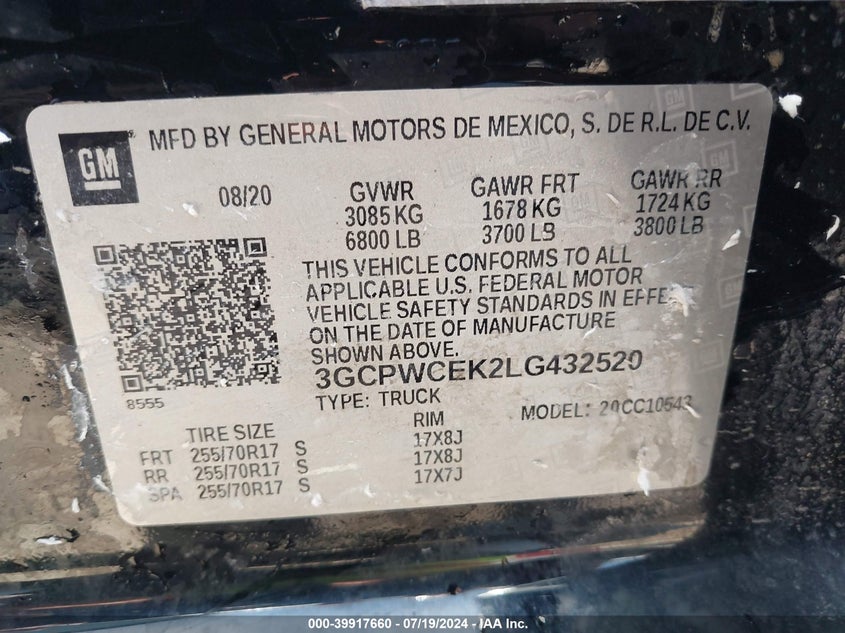 GM
MFD BY GENERAL MOTORS DE MEXICO, S. DE R.L. DE C.V.
08/20 GVWR GAWR FRT GAWR RR
3085 KG 1678 KG 1724 KG
6800 LB 3700 LB 3800 LB
THIS VEHICLE CONFORMS TO ALL
APPLICABLE U.S. FEDERAL MOTOR
VEHICLE SAFETY STANDARDS IN EFFE
ON THE DATE OF MANUFACTURE
SHOWN ABOVE.
3GCPWCEK2LG432520
8555
TYPE: TRUCK MODEL: 20CC10543
TIRE SIZE RIM
FRT 255/70R17 S 17X8J
RR 255/70R17 S 17X8J
SPA 255/70R17 S 17X7J
000-39917660 - 07/19/2024 - IAA Inc.